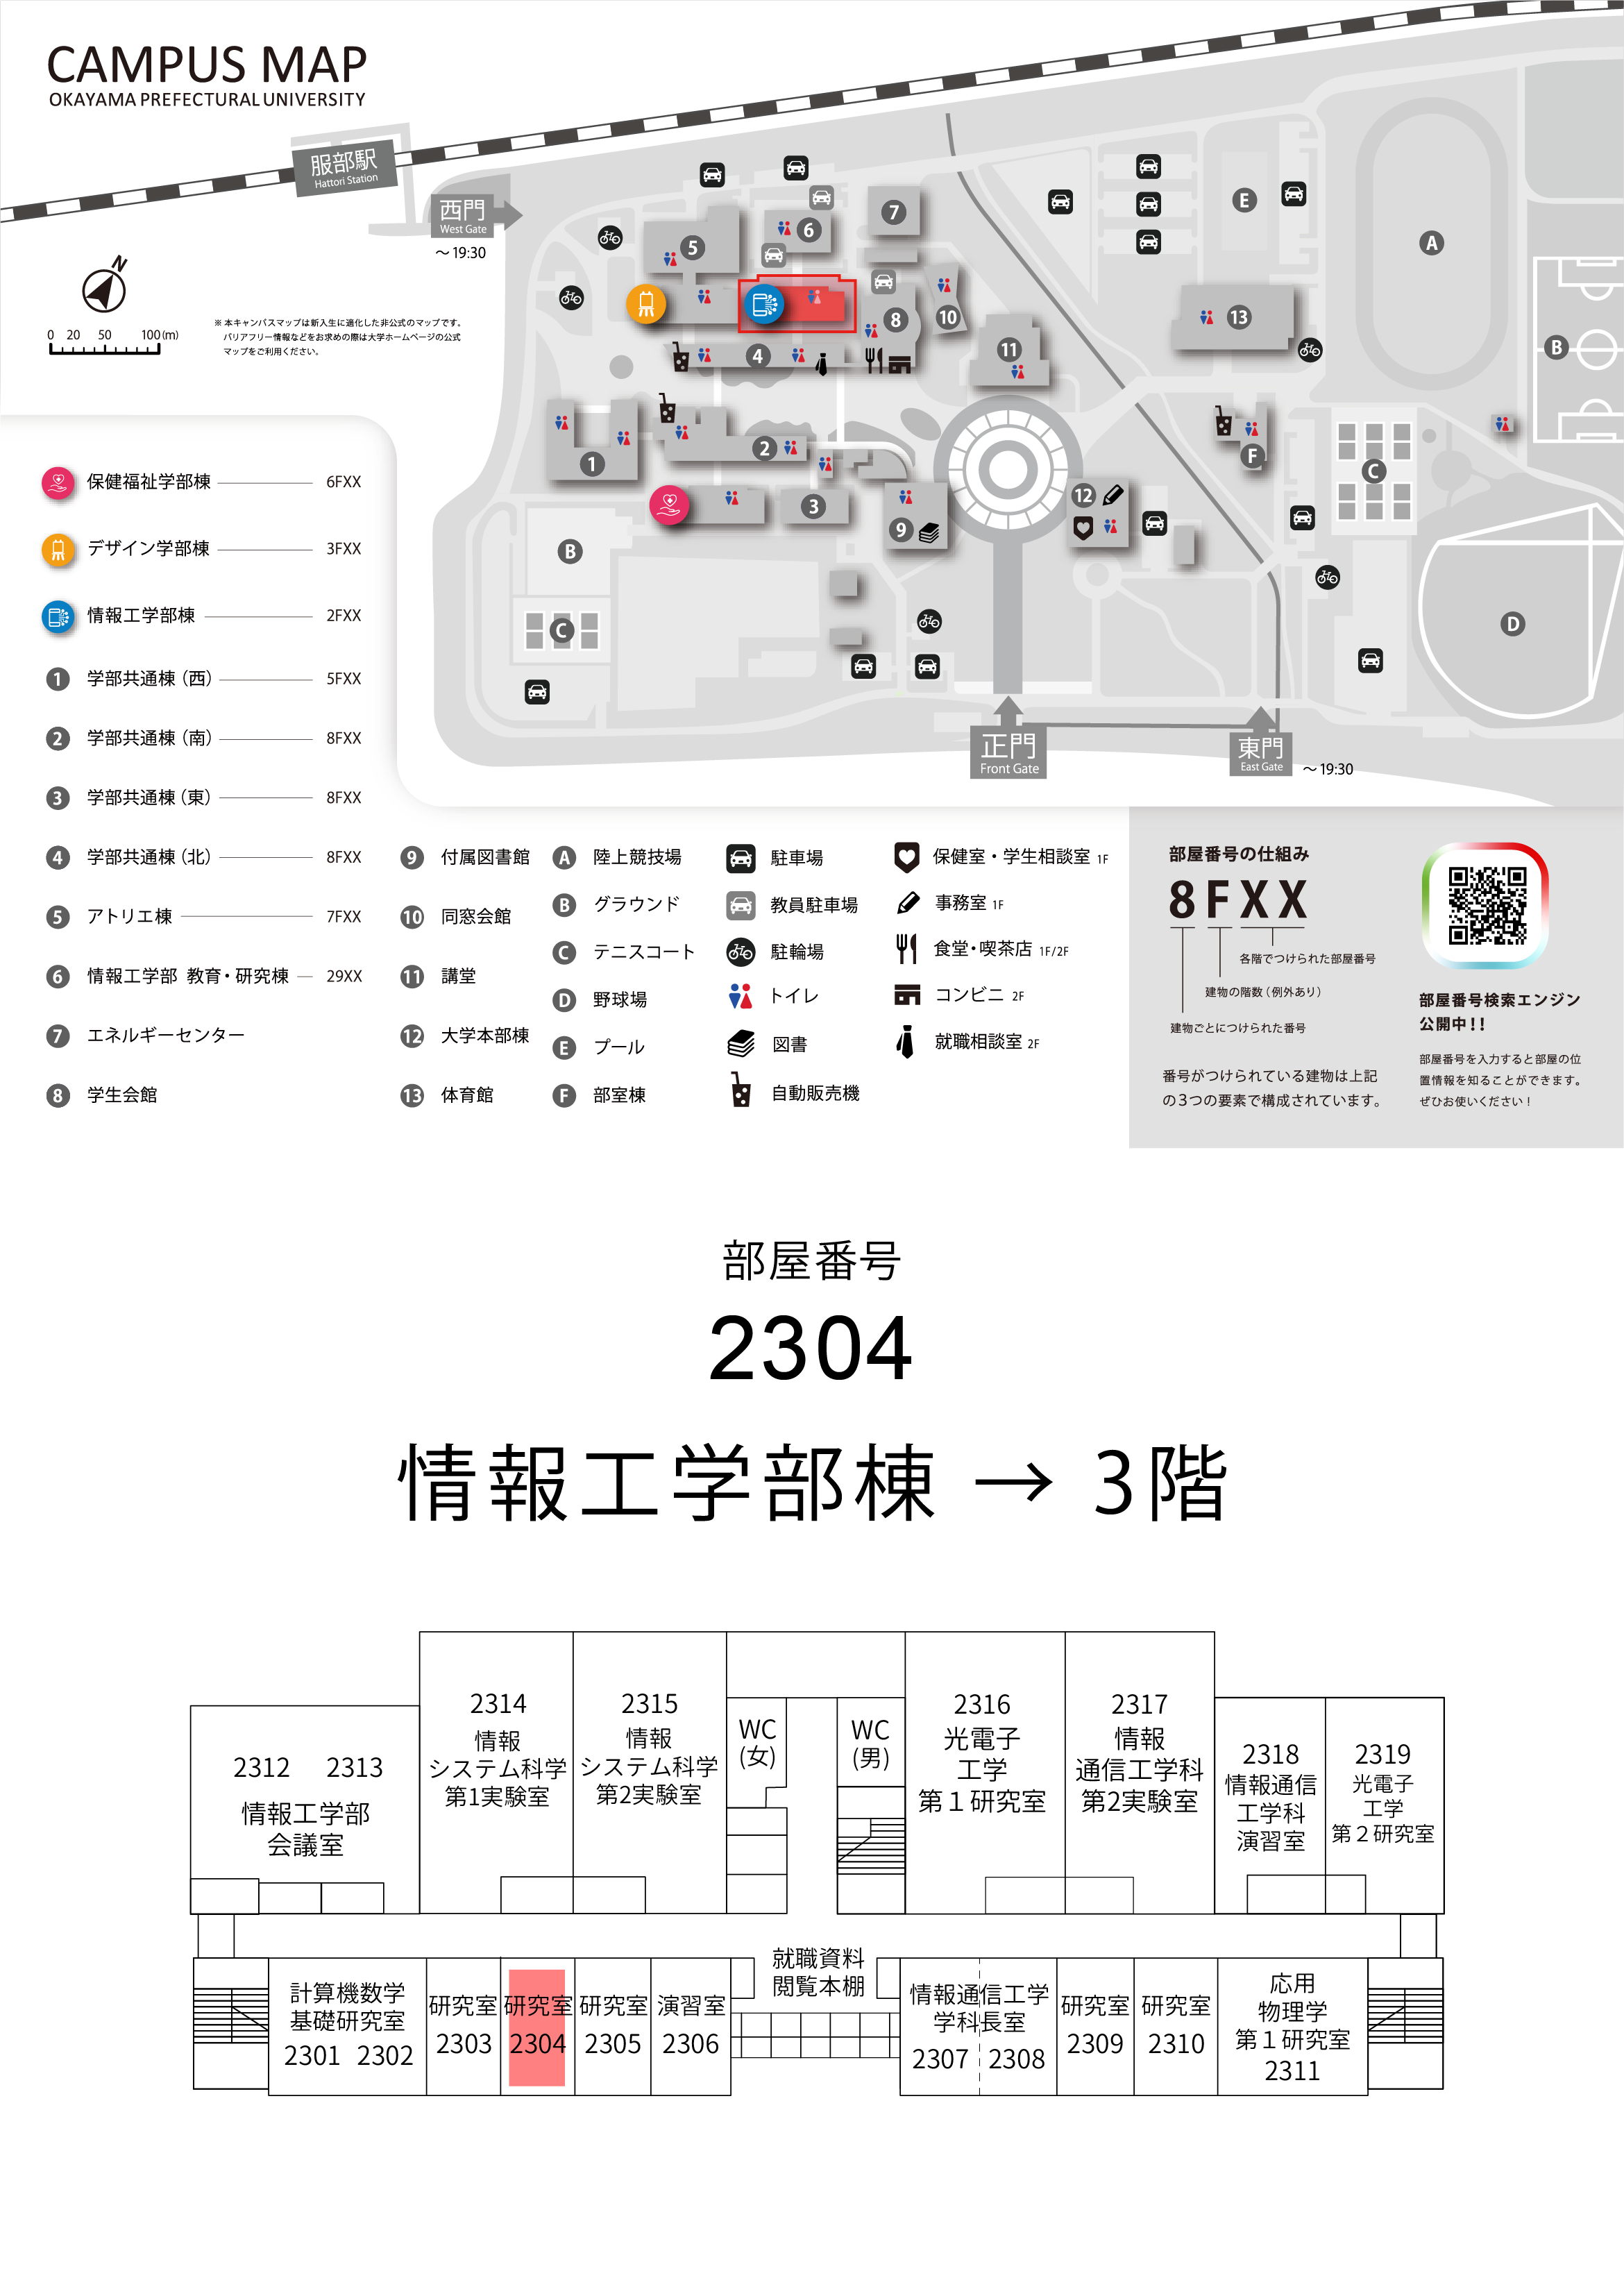 CAMPUS MAP
OKAYAMA PREFECTURAL UNIVERSITY
服部駅
Hattori Station
西門
West Gate
～19:30
N
0 20 50 100(m)
※本キャンパスマップは新入生に適化した非公式のマップです。
バリアフリー情報などをお求めの際は大学ホームページの公式
マップをご利用ください。
7
6
5
E
A
8
10
13
11
4
B
2
1
F
C
12
3
9
B
C
D
正門
Front Gate
東門
East Gate
～19:30
保健福祉学部棟 6FXX
デザイン学部棟 3FXX
情報工学部棟 2FXX
1 学部共通棟（西） 5FXX
2 学部共通棟（南） 8FXX
3 学部共通棟（東） 8FXX
4 学部共通棟（北） 8FXX
5 アトリエ棟 7FXX
6 情報工学部 教育・研究棟 29XX
7 エネルギーセンター
8 学生会館
9 付属図書館
10 同窓会館
11 講堂
12 大学本部棟
13 体育館
A 陸上競技場
B グラウンド
C テニスコート
D 野球場
E プール
F 部室棟
駐車場
教員駐車場
駐輪場
トイレ
図書
自動販売機
保健室・学生相談室 1F
事務室 1F
食堂・喫茶店 1F/2F
コンビニ 2F
就職相談室 2F
部屋番号の仕組み
8FXX
各階でつけられた部屋番号
建物の階数（例外あり）
建物ごとにつけられた番号
番号がつけられている建物は上記
の3つの要素で構成されています。
部屋番号検索エンジン
公開中！！
部屋番号を入力すると部屋の位
置情報を知ることができます。
ぜひお使いください！
部屋番号
2304
情報工学部棟 → 3階
2312 2313
情報工学部
会議室
2314
情報
システム科学
第1実験室
2315
情報
システム科学
第2実験室
WC
(女)
WC
(男)
2316
光電子
工学
第１研究室
2317
情報
通信工学科
第2実験室
2318
情報通信
工学科
演習室
2319
光電子
工学
第２研究室
計算機数学
基礎研究室
2301 2302
研究室
2303
研究室
2304
研究室
2305
演習室
2306
就職資料
閲覧本棚
情報通信工学
学科長室
2307 2308
研究室
2309
研究室
2310
応用
物理学
第１研究室
2311